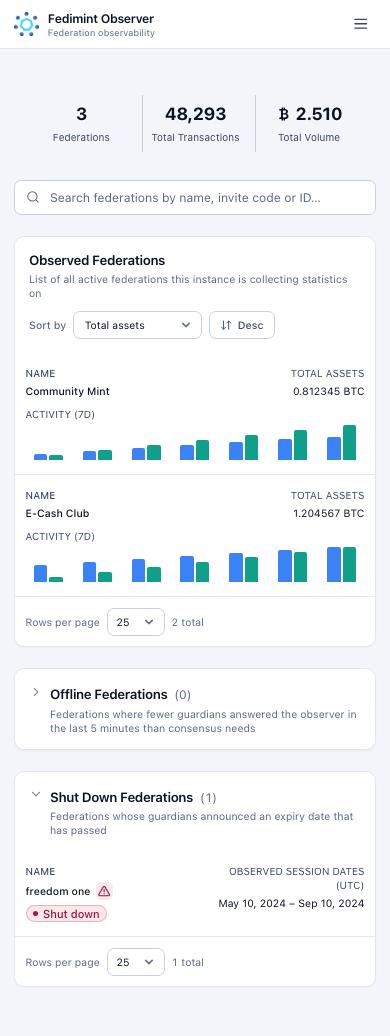 Fedimint Observer
Federation observability
3
Federations
48,293
Total Transactions
₿ 2.510
Total Volume
Search federations by name, invite code or ID...
Observed Federations
List of all active federations this instance is collecting statistics
on
Sort by
Total assets
Desc
NAME
TOTAL ASSETS
Community Mint
0.812345 BTC
ACTIVITY (7D)
NAME
TOTAL ASSETS
E-Cash Club
1.204567 BTC
ACTIVITY (7D)
Rows per page
25
2 total
Offline Federations (0)
Federations where fewer guardians answered the observer in
the last 5 minutes than consensus needs
Shut Down Federations (1)
Federations whose guardians announced an expiry date that
has passed
NAME
OBSERVED SESSION DATES
(UTC)
freedom one
Shut down
May 10, 2024 – Sep 10, 2024
Rows per page
25
1 total